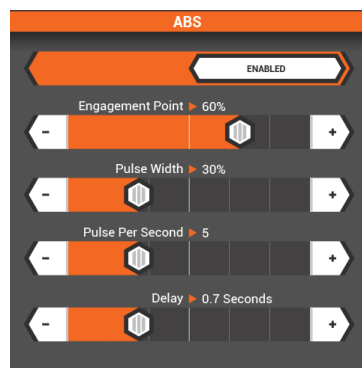 ABS
ENABLED
Engagement Point ▶ 60%
- +
Pulse Width ▶ 30%
- +
Pulse Per Second ▶ 5
- +
Delay ▶ 0.7 Seconds
- +